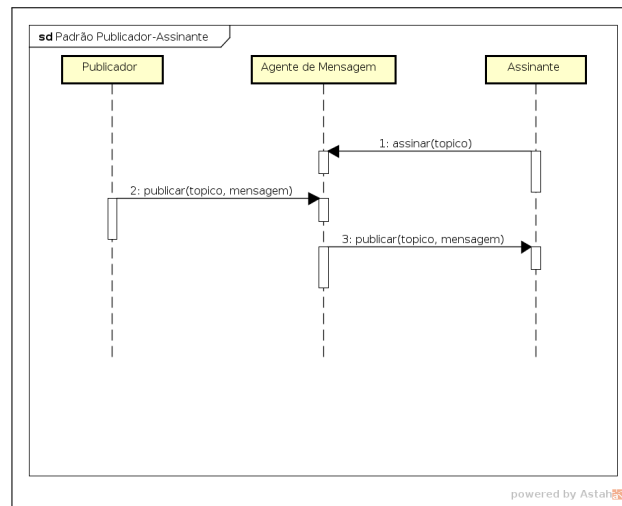 sd Padrão Publicador-Assinante
Publicador
Agente de Mensagem
Assinante
1: assinar(topico)
2: publicar(topico, mensagem)
3: publicar(topico, mensagem)
powered by Astah